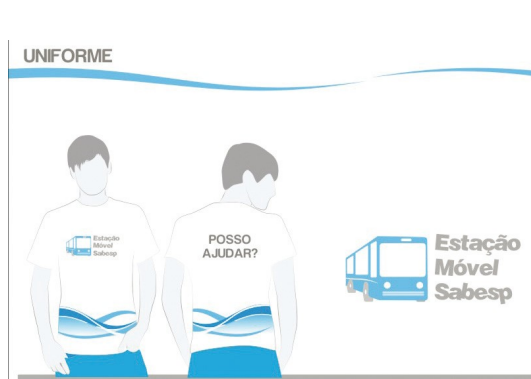 UNIFORME
Estação
Móvel
Sabesp
POSSO
AJUDAR?
Estação
Móvel
Sabesp